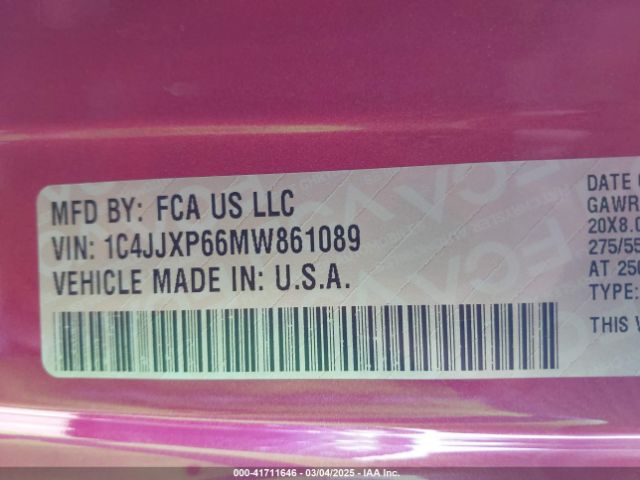 MFD BY: FCA US LLC
VIN: 1C4JJXP66MW861089
VEHICLE MADE IN: U.S.A.
DATE
GAWR
20X8.0
275/55
AT 250
TYPE:
THIS
000-41711646 | 03/04/2025 - IAA Inc.